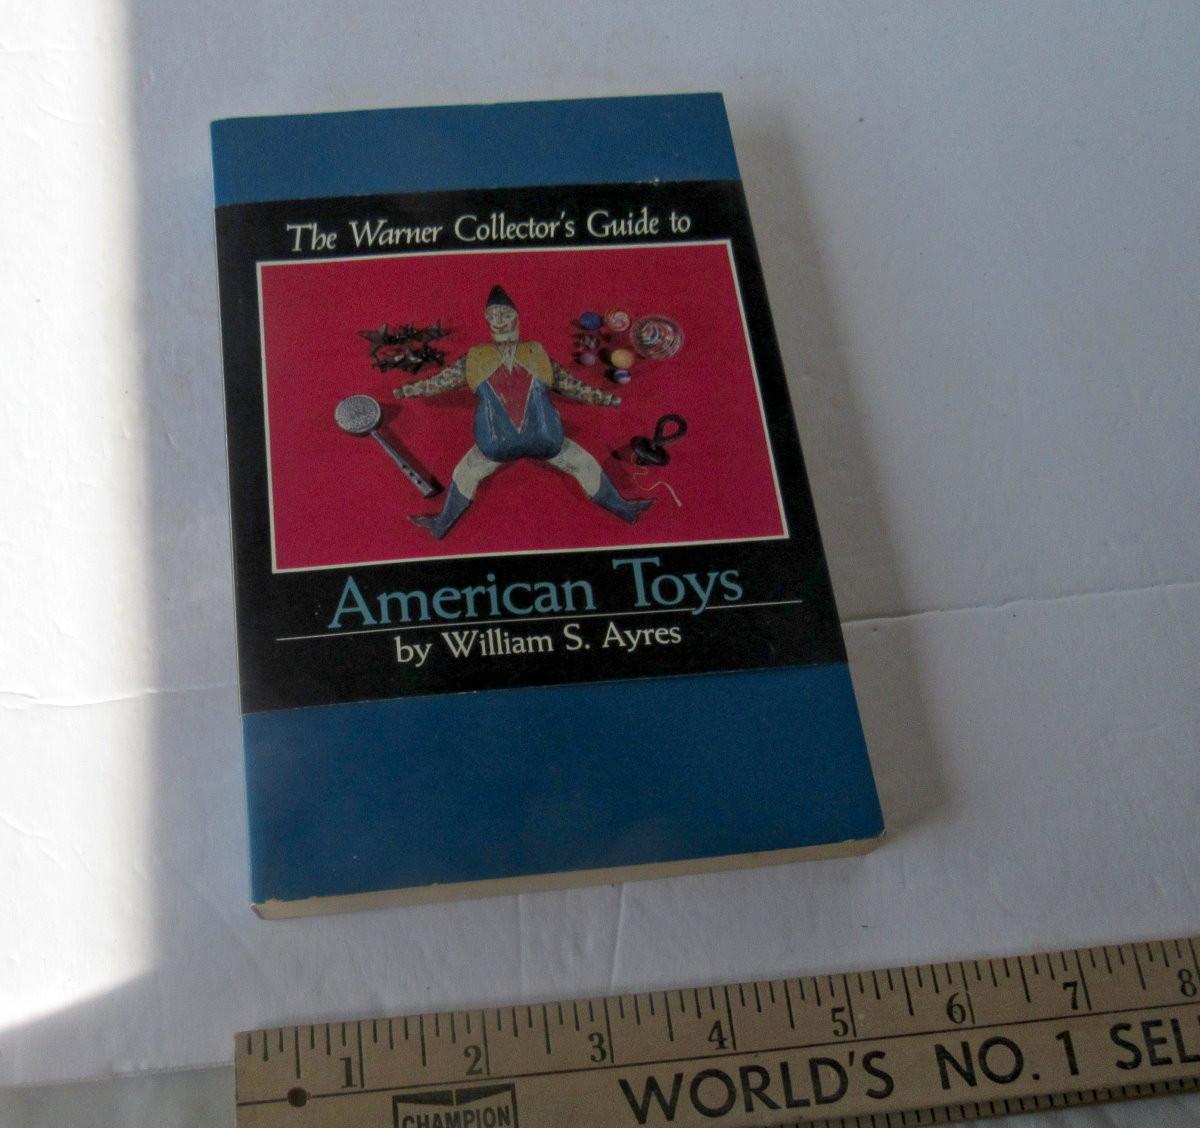 The Warner Collector's Guide to
American Toys
by William S. Ayres
1 2 3 4 5 6 7 8
CHAMPION
WORLD'S NO. 1 SEL